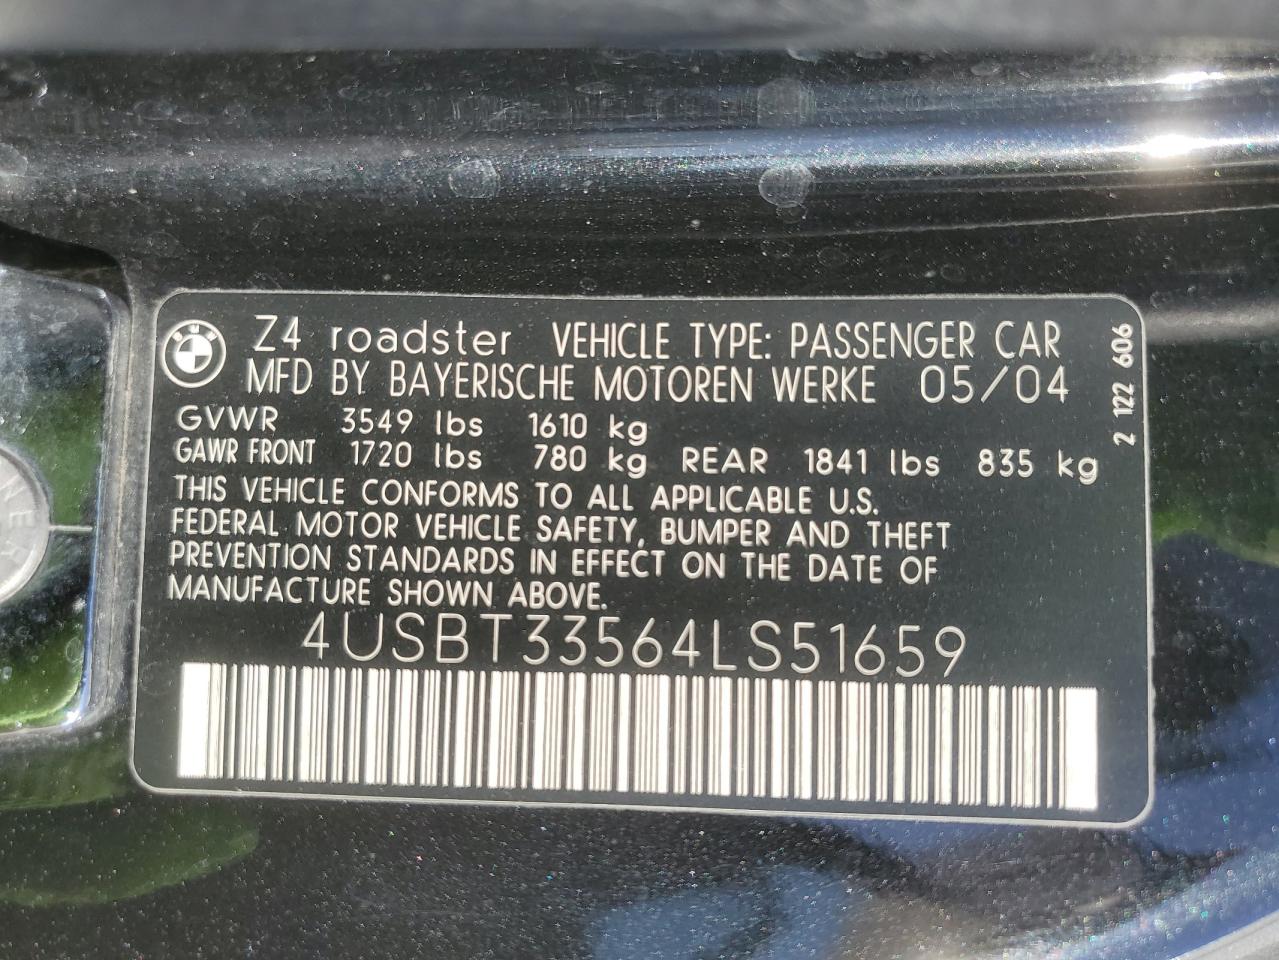 Z4 roadster VEHICLE TYPE: PASSENGER CAR
MFD BY BAYERISCHE MOTOREN WERKE 05/04
GVWR 3549 lbs 1610 kg
GAWR FRONT 1720 lbs 780 kg REAR 1841 lbs 835 kg
THIS VEHICLE CONFORMS TO ALL APPLICABLE U.S.
FEDERAL MOTOR VEHICLE SAFETY, BUMPER AND THEFT
PREVENTION STANDARDS IN EFFECT ON THE DATE OF
MANUFACTURE SHOWN ABOVE.
4USBT33564LS51659
2 122 606